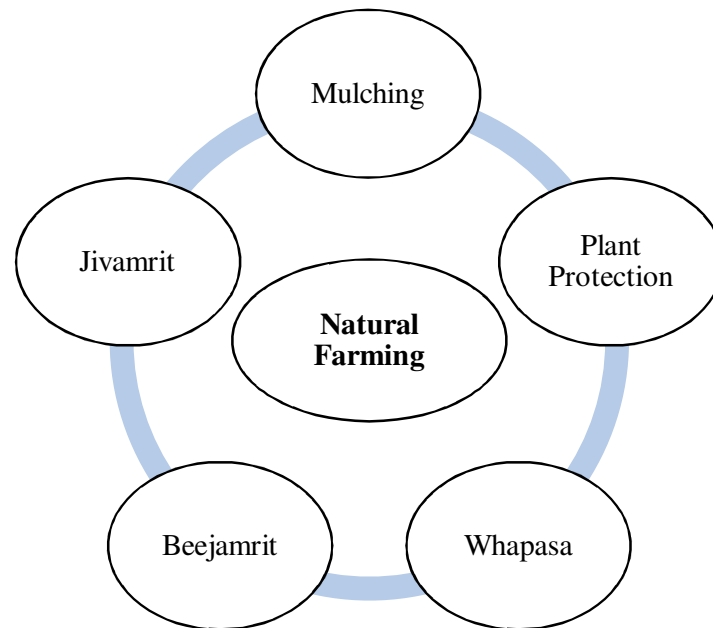 Mulching
Plant
Protection
Whapasa
Beejamrit
Jivamrit
Natural
Farming